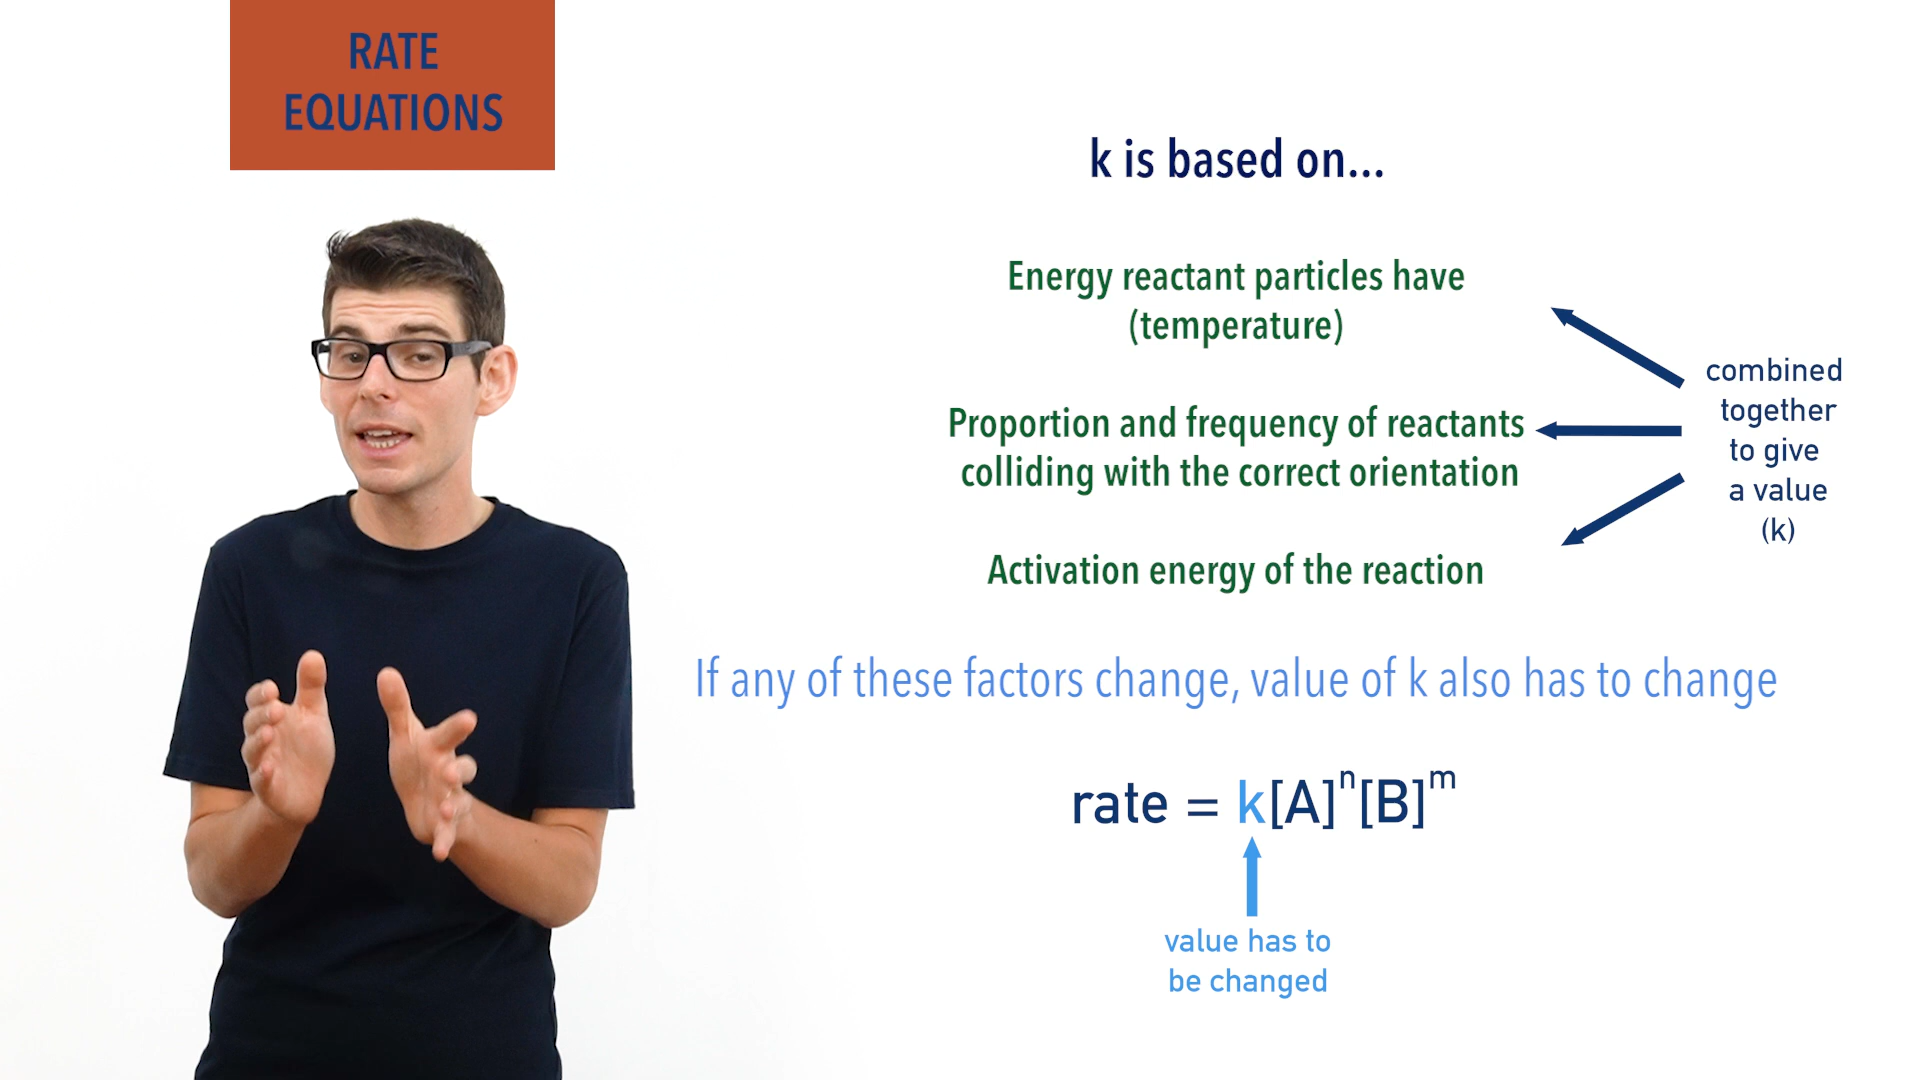 RATE
EQUATIONS
k is based on...
Energy reactant particles have
(temperature)
Proportion and frequency of reactants
colliding with the correct orientation
Activation energy of the reaction
combined
together
to give
a value
(k)
If any of these factors change, value of k also has to change
rate = k[A]ⁿ[B]ᵐ
value has to
be changed